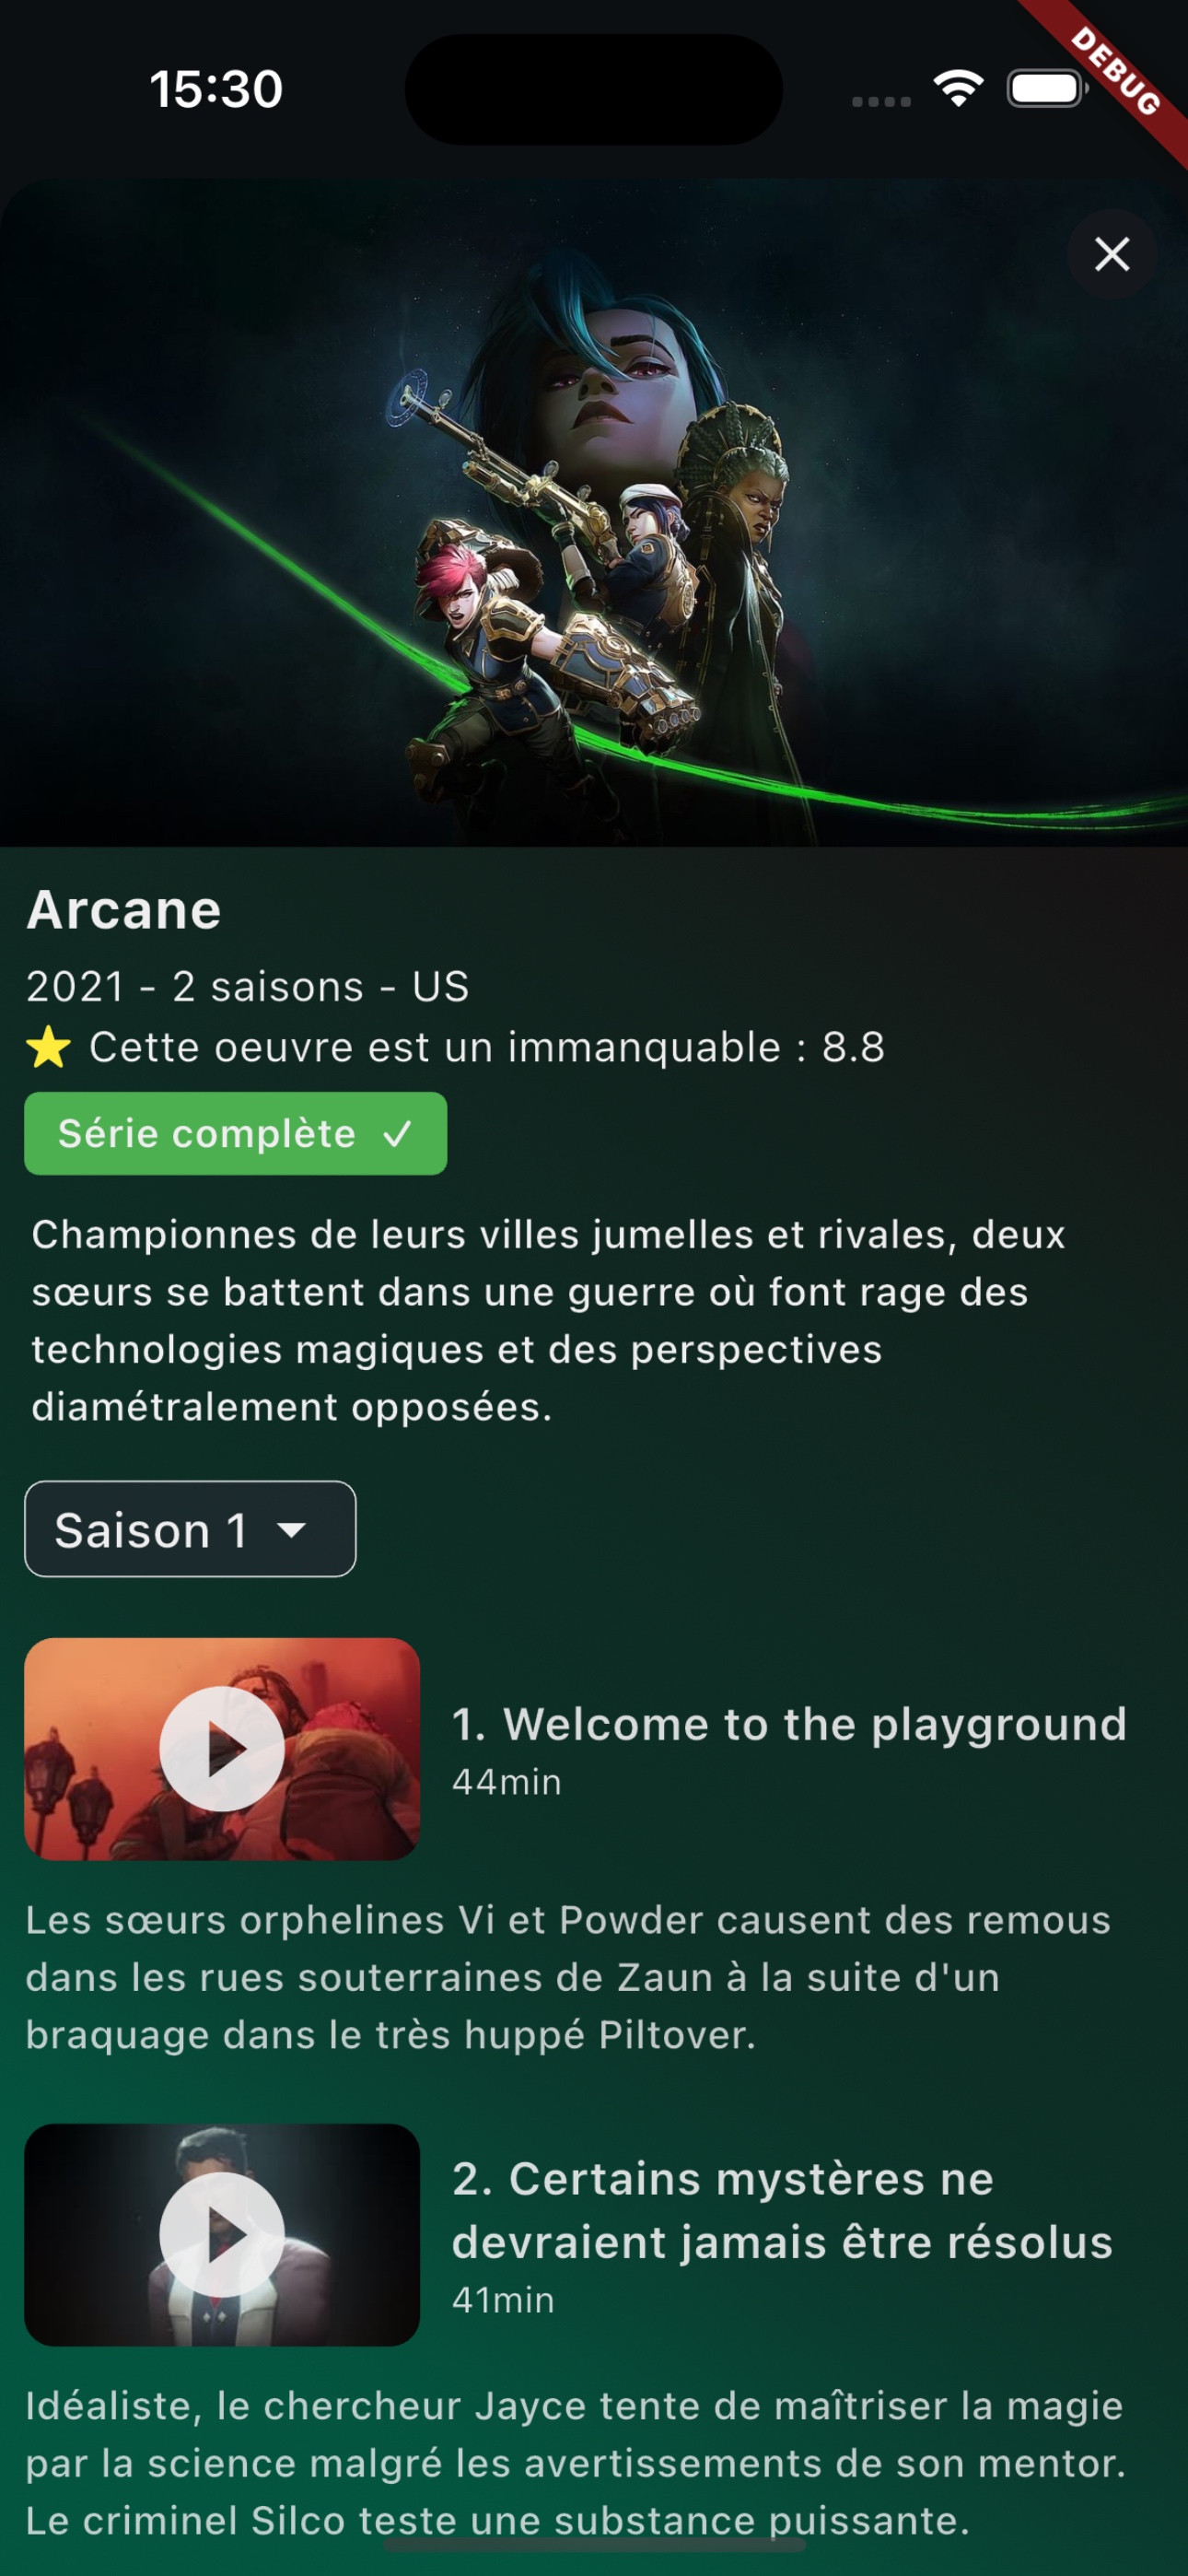 15:30
DEBUG
Arcane
2021 - 2 saisons - US
⭐ Cette oeuvre est un immanquable : 8.8
Série complète ✓
Championnes de leurs villes jumelles et rivales, deux
sœurs se battent dans une guerre où font rage des
technologies magiques et des perspectives
diamétralement opposées.
Saison 1
1. Welcome to the playground
44min
Les sœurs orphelines Vi et Powder causent des remous
dans les rues souterraines de Zaun à la suite d'un
braquage dans le très huppé Piltover.
2. Certains mystères ne
devraient jamais être résolus
41min
Idéaliste, le chercheur Jayce tente de maîtriser la magie
par la science malgré les avertissements de son mentor.
Le criminel Silco teste une substance puissante.